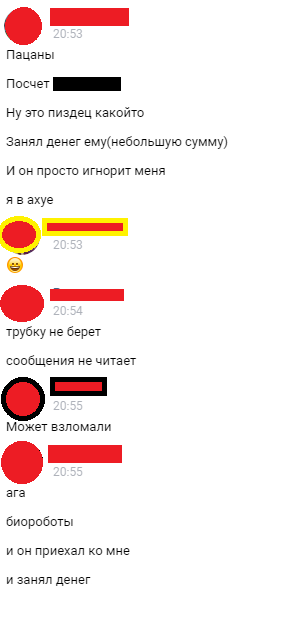 20:53
Пацаны
Посчет
Ну это пиздец какойто
Занял денег ему(небольшую сумму)
И он просто игнорит меня
я в ахуе
20:53
😄
20:54
трубку не берет
сообщения не читает
20:55
Может взломали
20:55
ага
биороботы
и он приехал ко мне
и занял денег